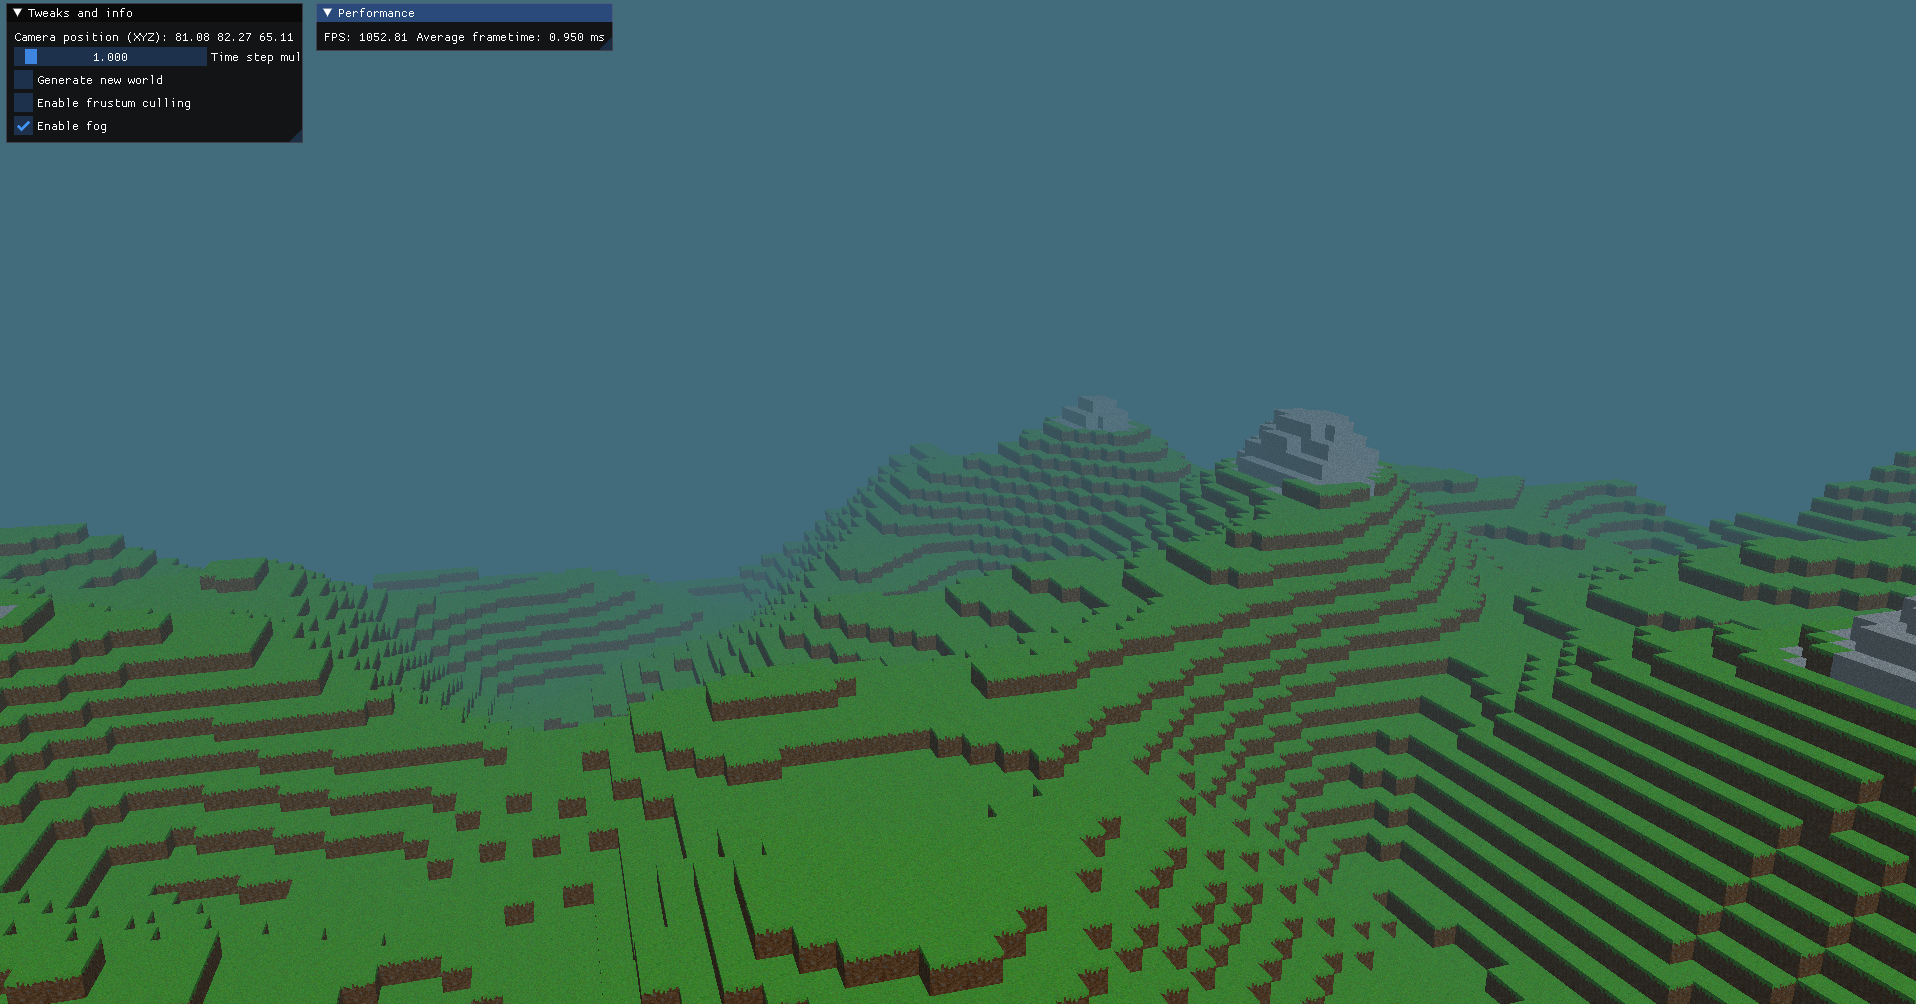 Tweaks and info
Camera position (XYZ): 81.08 82.27 65.11
1.000 Time step mul
Generate new world
Enable frustum culling
Enable fog
Performance
FPS: 1052.81 Average frametime: 0.950 ms